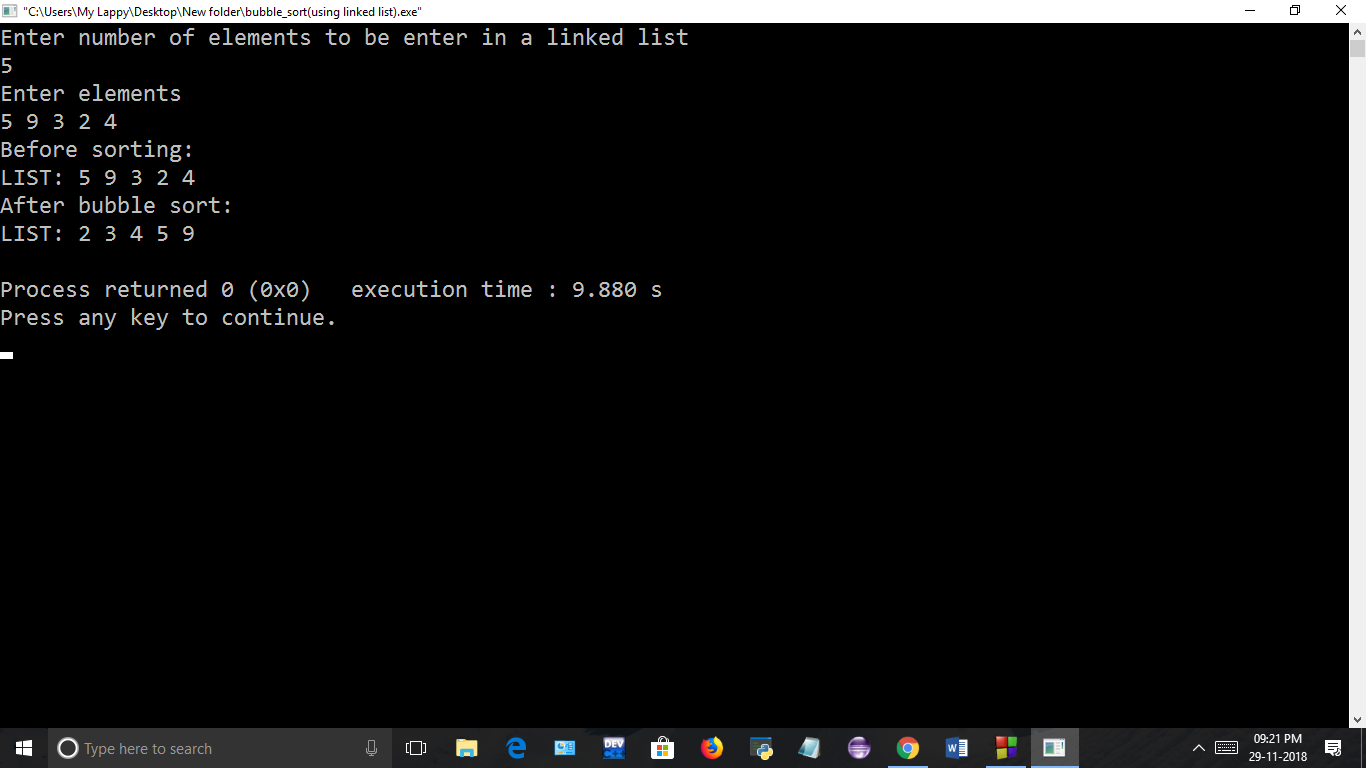 "C:\Users\My Lappy\Desktop\New folder\bubble_sort(using linked list).exe"
Enter number of elements to be enter in a linked list
5
Enter elements
5 9 3 2 4
Before sorting:
LIST: 5 9 3 2 4
After bubble sort:
LIST: 2 3 4 5 9
Process returned 0 (0x0)   execution time : 9.880 s
Press any key to continue.
Type here to search
DEV
09:21 PM
29-11-2018